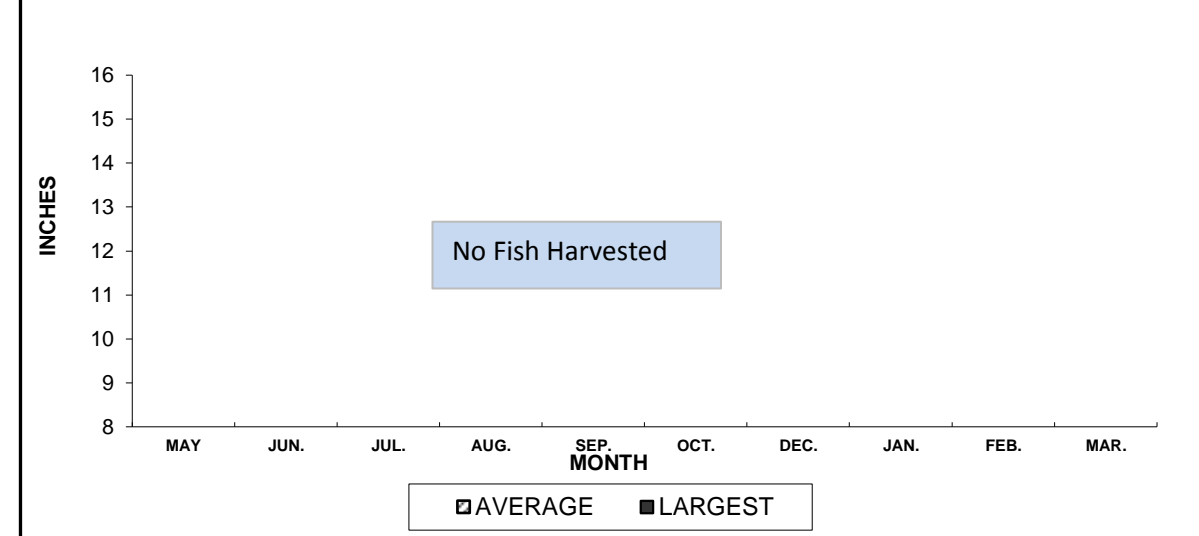 16
15
14
13
12
11
10
9
8
INCHES
No Fish Harvested
MAY JUN. JUL. AUG. SEP. OCT. DEC. JAN. FEB. MAR.
MONTH
AVERAGE LARGEST